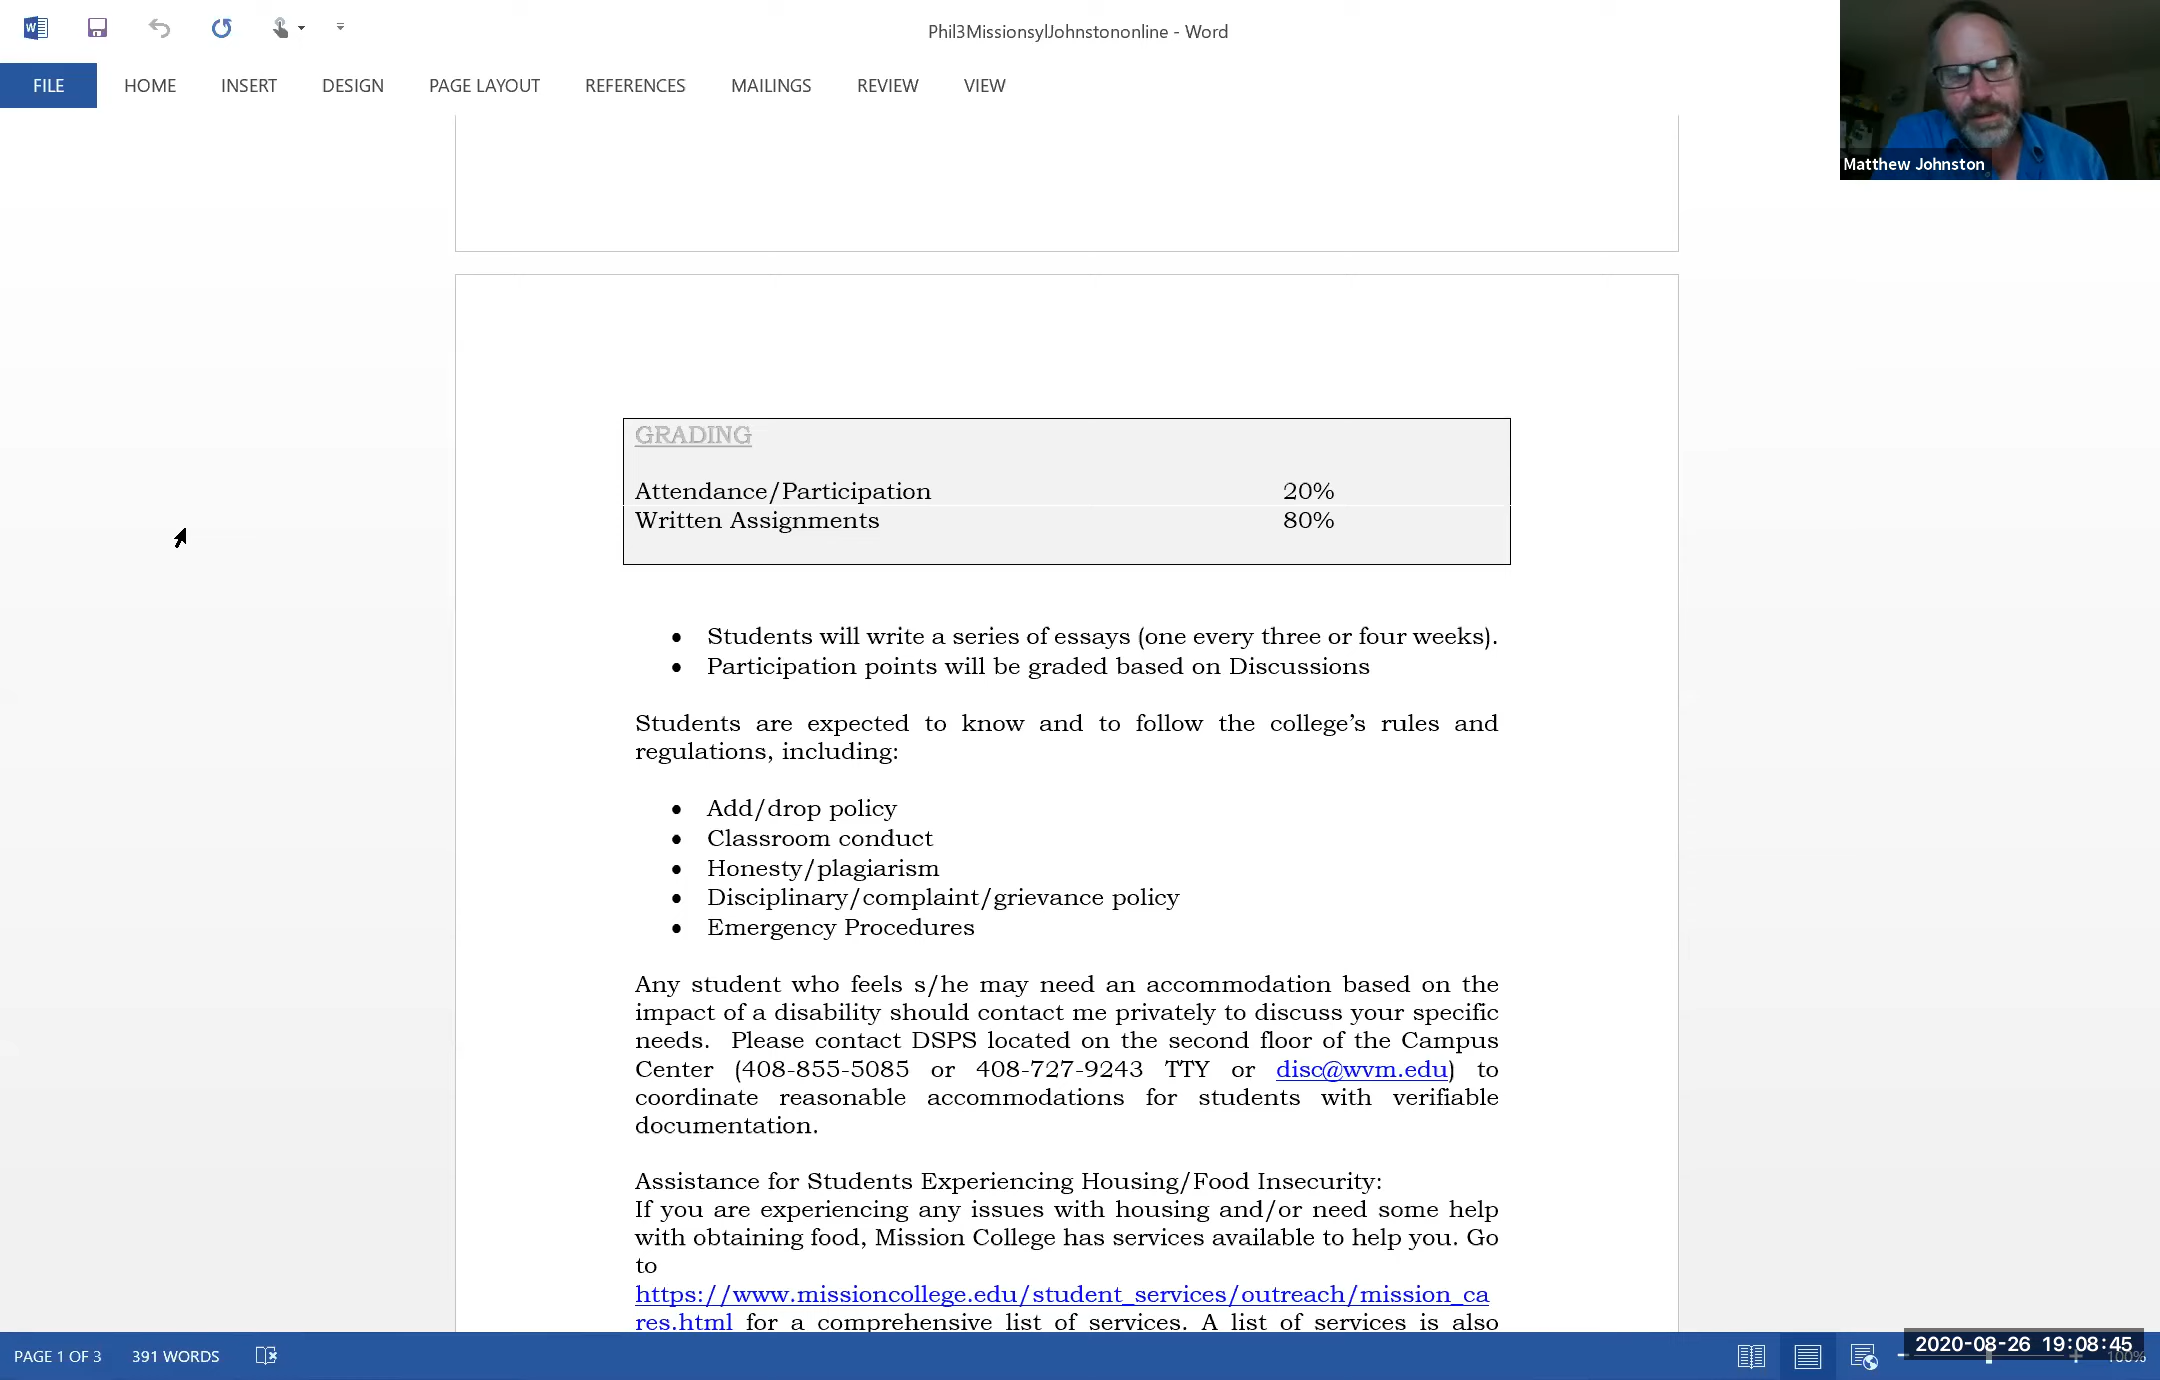 Phil3MissionsylJohnstononline - Word
FILE HOME INSERT DESIGN PAGE LAYOUT REFERENCES MAILINGS REVIEW VIEW
Matthew Johnston
GRADING
Attendance/Participation 20%
Written Assignments 80%
• Students will write a series of essays (one every three or four weeks).
• Participation points will be graded based on Discussions
Students are expected to know and to follow the college’s rules and
regulations, including:
• Add/drop policy
• Classroom conduct
• Honesty/plagiarism
• Disciplinary/complaint/grievance policy
• Emergency Procedures
Any student who feels s/he may need an accommodation based on the
impact of a disability should contact me privately to discuss your specific
needs. Please contact DSPS located on the second floor of the Campus
Center (408-855-5085 or 408-727-9243 TTY or disc@wvm.edu) to
coordinate reasonable accommodations for students with verifiable
documentation.
Assistance for Students Experiencing Housing/Food Insecurity:
If you are experiencing any issues with housing and/or need some help
with obtaining food, Mission College has services available to help you. Go
to
https://www.missioncollege.edu/student_services/outreach/mission_ca
res.html for a comprehensive list of services. A list of services is also
PAGE 1 OF 3 391 WORDS
2020-08-26 19:08:45
100%